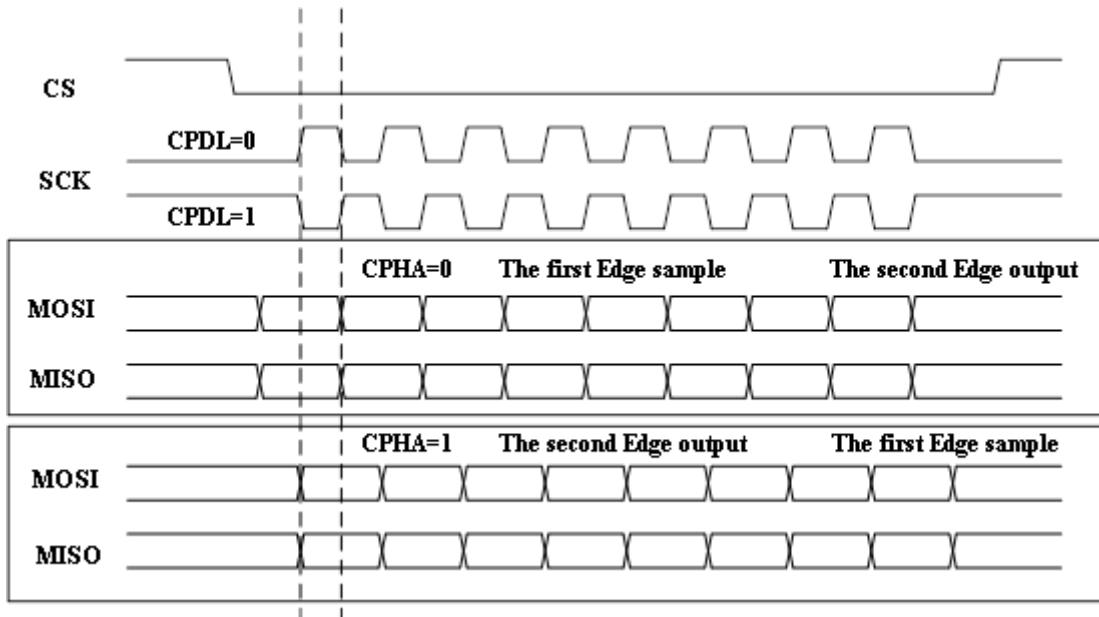 CS
CPDL=0
SCK
CPDL=1
CPHA=0 The first Edge sample The second Edge output
MOSI
MISO
CPHA=1 The second Edge output The first Edge sample
MOSI
MISO